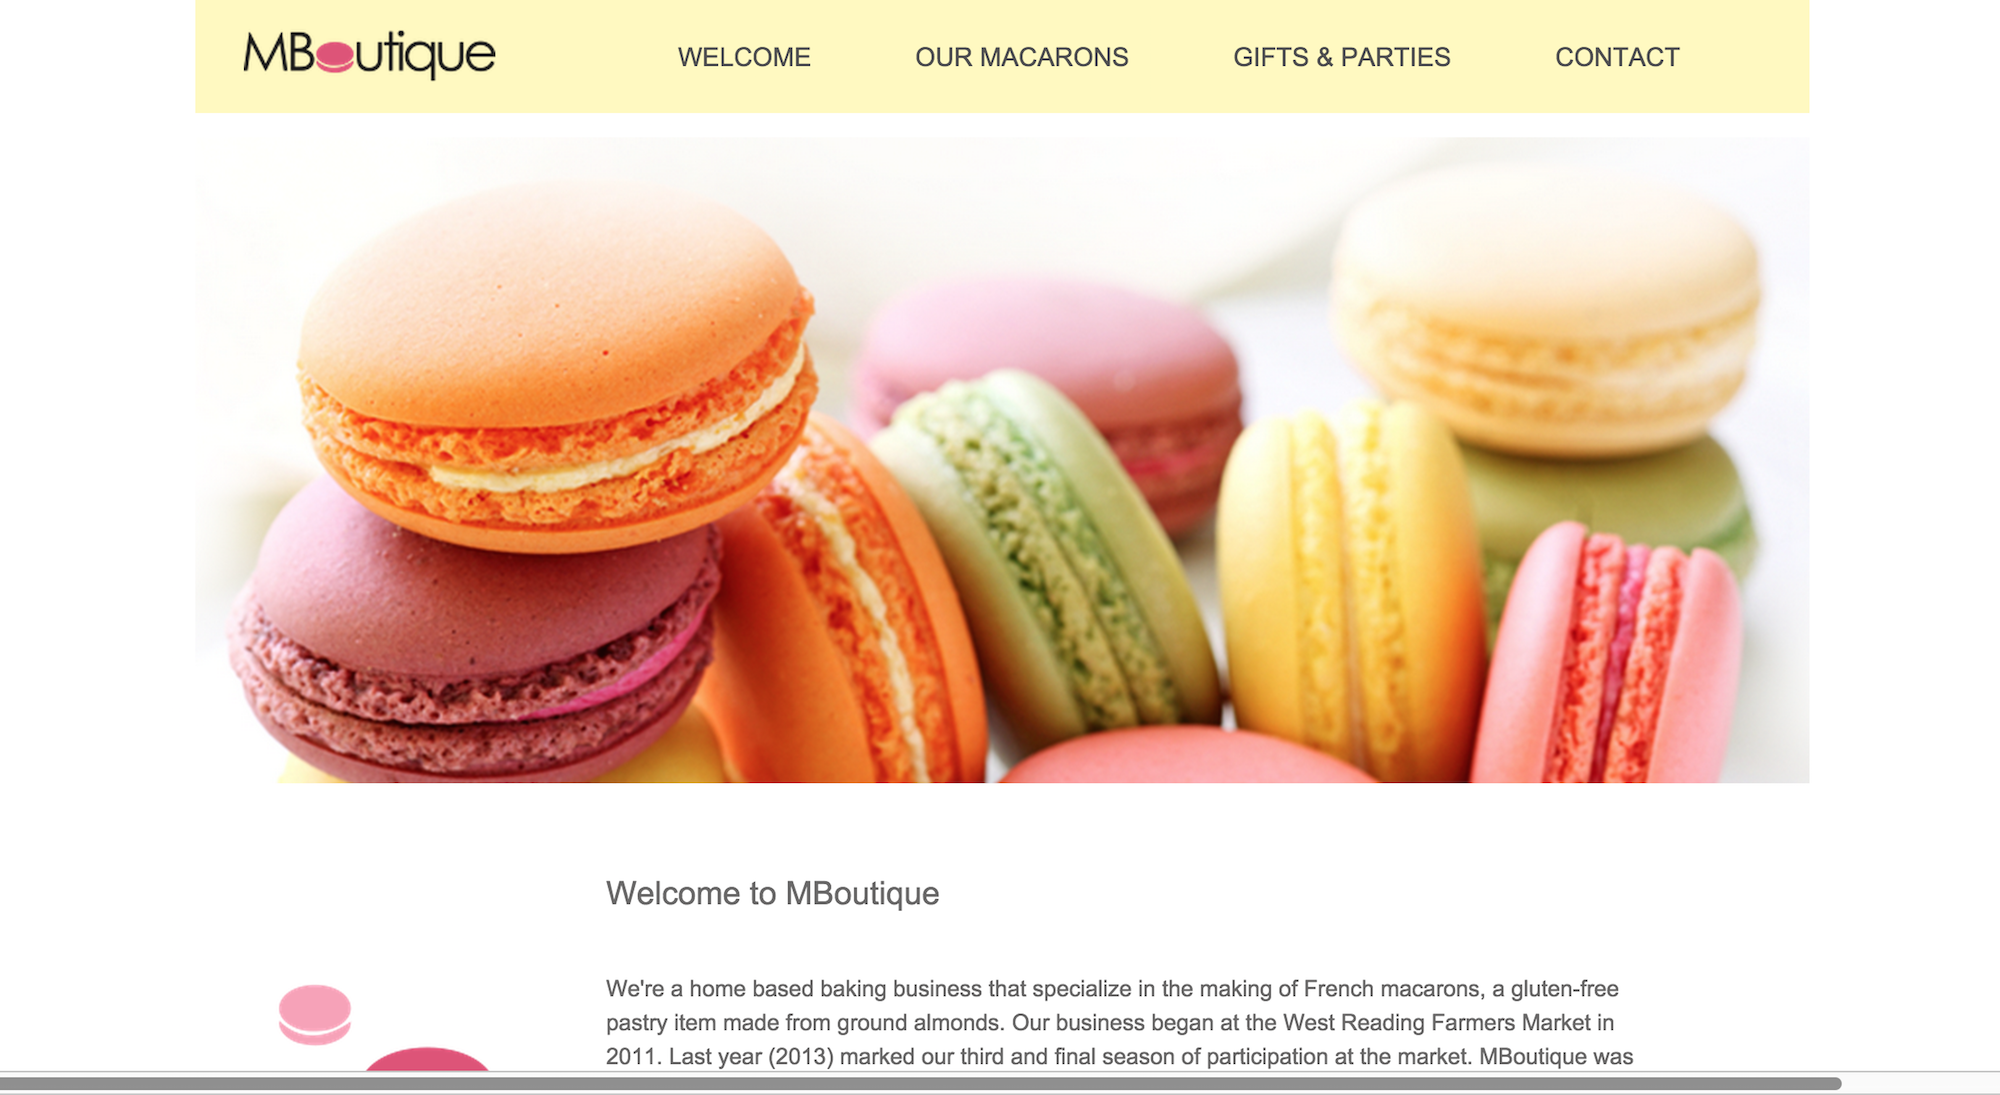 MBoutique
WELCOME
OUR MACARONS
GIFTS & PARTIES
CONTACT
Welcome to MBoutique
We're a home based baking business that specialize in the making of French macarons, a gluten-free
pastry item made from ground almonds. Our business began at the West Reading Farmers Market in
2011. Last year (2013) marked our third and final season of participation at the market. MBoutique was